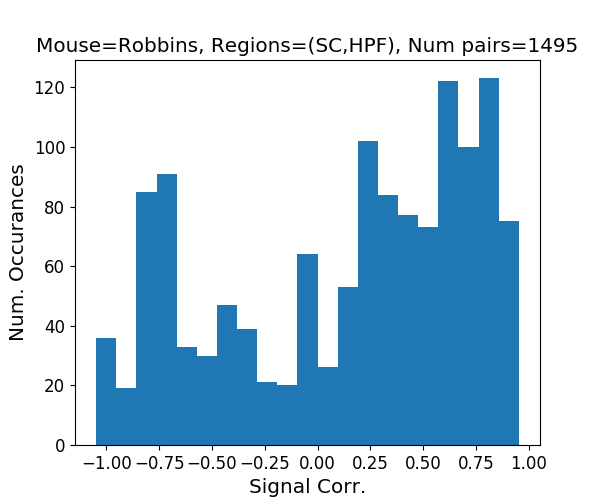 Mouse=Robbins, Regions=(SC,HPF), Num pairs=1495
120
100
80
60
40
20
0
Num. Occurances
−1.00 −0.75 −0.50 −0.25 0.00 0.25 0.50 0.75 1.00
Signal Corr.